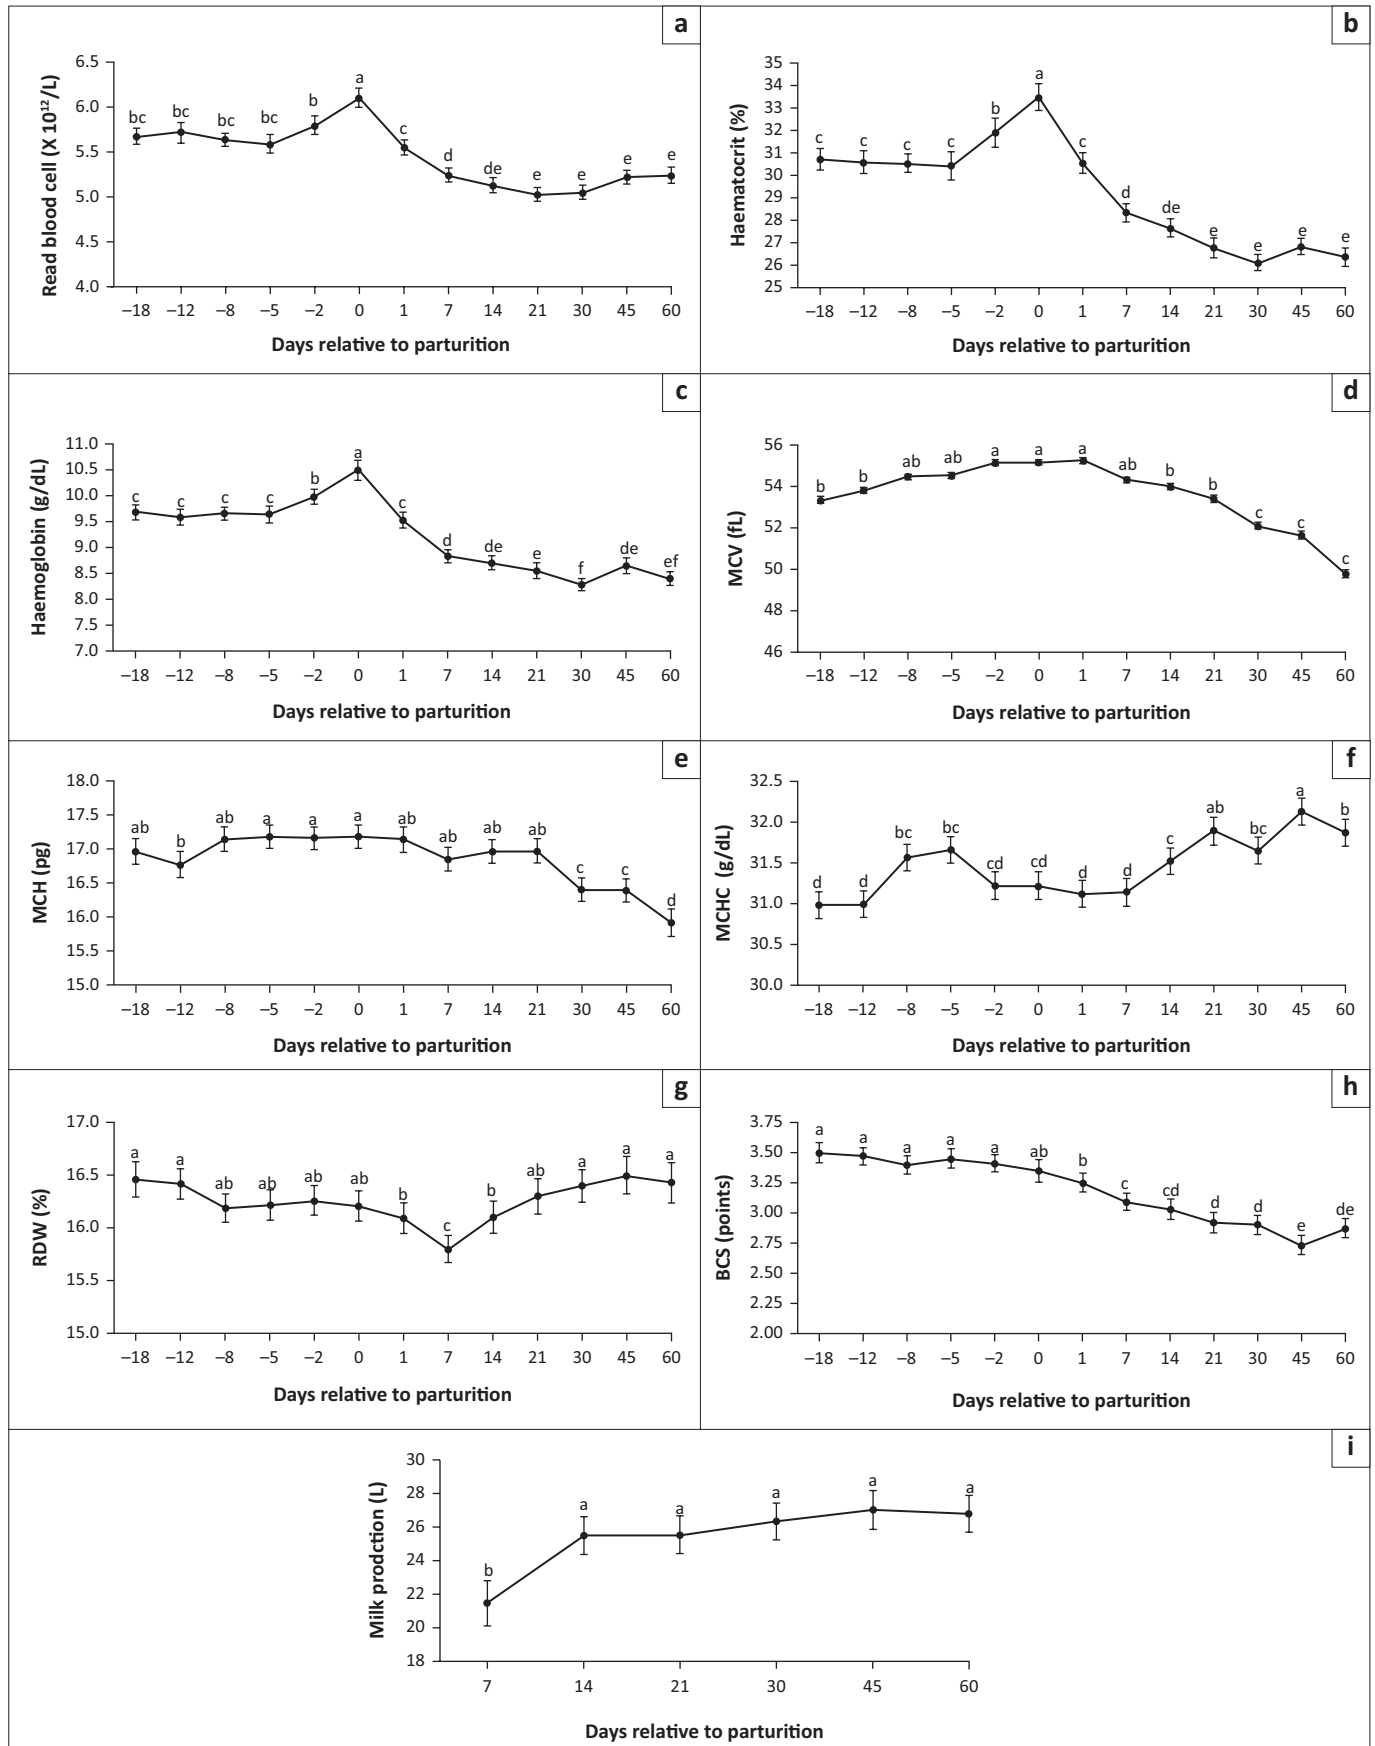 a
6.5
6.0
5.5
5.0
4.5
4.0
Read blood cell (X 10¹²/L)
bc
bc
bc
bc
b
a
c
d
de
e
e
e
e
–18 –12 –8 –5 –2 0 1 7 14 21 30 45 60
Days relative to parturition
b
35
34
33
32
31
30
29
28
27
26
25
Haematocrit (%)
c
c
c
c
b
a
c
d
de
e
e
e
e
–18 –12 –8 –5 –2 0 1 7 14 21 30 45 60
Days relative to parturition
c
11.0
10.5
10.0
9.5
9.0
8.5
8.0
7.5
7.0
Haemoglobin (g/dL)
c
c
c
c
b
a
c
d
de
e
f
de
ef
–18 –12 –8 –5 –2 0 1 7 14 21 30 45 60
Days relative to parturition
d
56
54
52
50
48
46
MCV (fL)
b
b
ab
ab
a
a
a
ab
b
b
c
c
c
–18 –12 –8 –5 –2 0 1 7 14 21 30 45 60
Days relative to parturition
e
18.0
17.5
17.0
16.5
16.0
15.5
15.0
MCH (pg)
ab
b
ab
a
a
a
ab
ab
ab
ab
c
c
d
–18 –12 –8 –5 –2 0 1 7 14 21 30 45 60
Days relative to parturition
f
32.5
32.0
31.5
31.0
30.5
30.0
MCHC (g/dL)
d
d
bc
bc
cd
cd
d
d
c
ab
bc
a
b
–18 –12 –8 –5 –2 0 1 7 14 21 30 45 60
Days relative to parturition
g
17.0
16.5
16.0
15.5
15.0
RDW (%)
a
a
ab
ab
ab
ab
b
c
b
ab
a
a
a
–18 –12 –8 –5 –2 0 1 7 14 21 30 45 60
Days relative to parturition
h
3.75
3.50
3.25
3.00
2.75
2.50
2.25
2.00
BCS (points)
a
a
a
a
a
ab
b
c
cd
d
d
e
de
–18 –12 –8 –5 –2 0 1 7 14 21 30 45 60
Days relative to parturition
i
30
28
26
24
22
20
18
Milk prodction (L)
b
a
a
a
a
a
7 14 21 30 45 60
Days relative to parturition